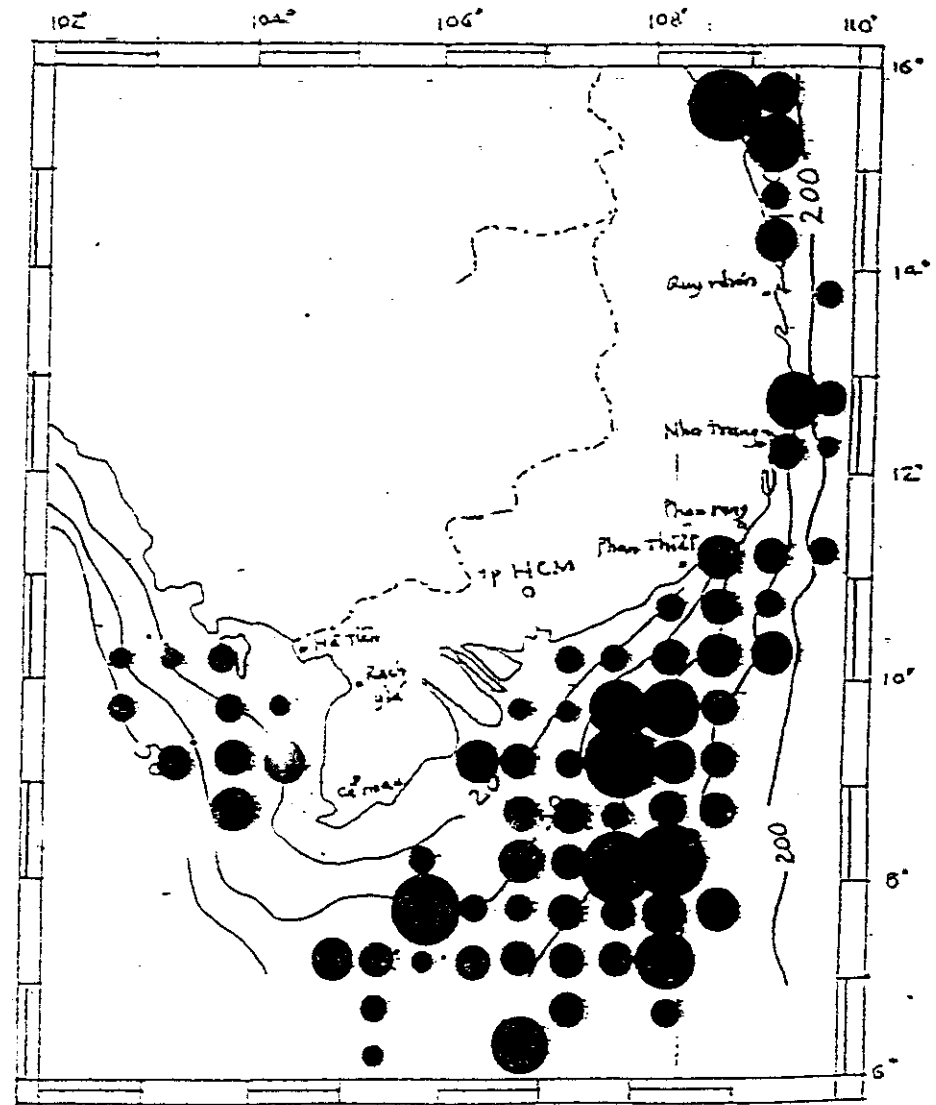 102°
104°
106°
108°
110°
16°
200
14°
Quy nhơn
Nha Trang
12°
Phan rang
Phan Thiết
Tp HCM
Hà Tiên
10°
Rạch
giá
Cà mau
20
200
8°
6°